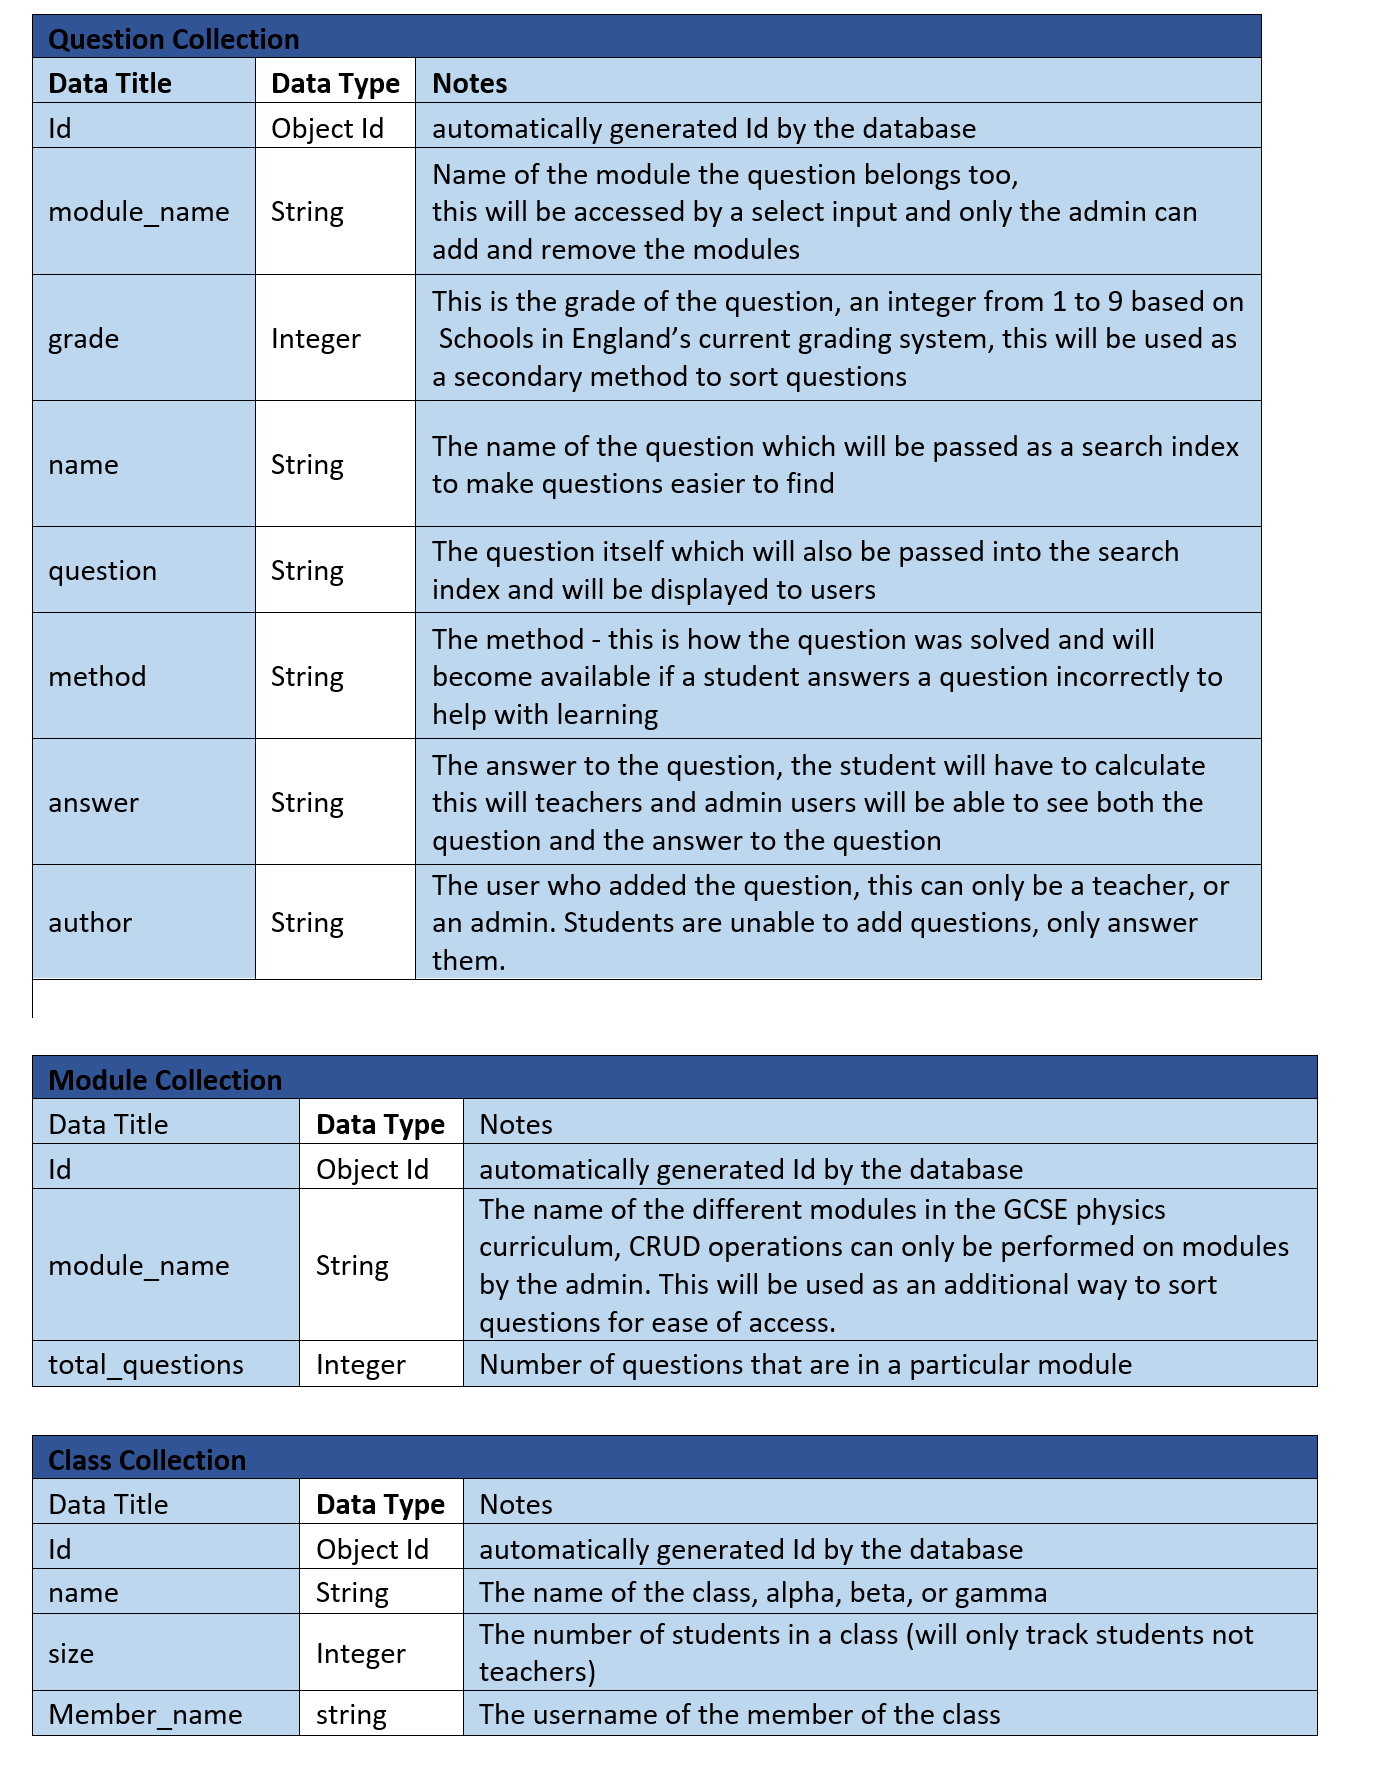 Question Collection
Data Title Data Type Notes
Id Object Id automatically generated Id by the database
module_name String Name of the module the question belongs too,
this will be accessed by a select input and only the admin can
add and remove the modules
grade Integer This is the grade of the question, an integer from 1 to 9 based on
Schools in England’s current grading system, this will be used as
a secondary method to sort questions
name String The name of the question which will be passed as a search index
to make questions easier to find
question String The question itself which will also be passed into the search
index and will be displayed to users
method String The method - this is how the question was solved and will
become available if a student answers a question incorrectly to
help with learning
answer String The answer to the question, the student will have to calculate
this will teachers and admin users will be able to see both the
question and the answer to the question
author String The user who added the question, this can only be a teacher, or
an admin. Students are unable to add questions, only answer
them.
Module Collection
Data Title Data Type Notes
Id Object Id automatically generated Id by the database
module_name String The name of the different modules in the GCSE physics
curriculum, CRUD operations can only be performed on modules
by the admin. This will be used as an additional way to sort
questions for ease of access.
total_questions Integer Number of questions that are in a particular module
Class Collection
Data Title Data Type Notes
Id Object Id automatically generated Id by the database
name String The name of the class, alpha, beta, or gamma
size Integer The number of students in a class (will only track students not
teachers)
Member_name string The username of the member of the class